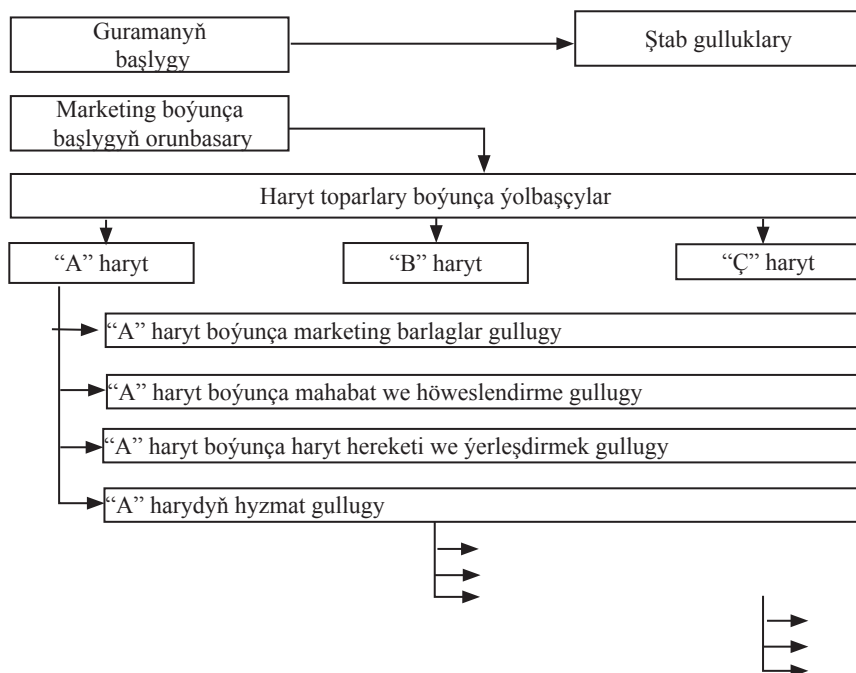 Guramanyň
başlygy
Ştab gulluklary
Marketing boýunça
başlygyň orunbasary
Haryt toparlary boýunça ýolbaşçylar
“A” haryt
“B” haryt
“Ç” haryt
“A” haryt boýunça marketing barlaglar gullugy
“A” haryt boýunça mahabat we höweslendirme gullugy
“A” haryt boýunça haryt hereketi we ýerleşdirmek gullugy
“A” harydyň hyzmat gullugy